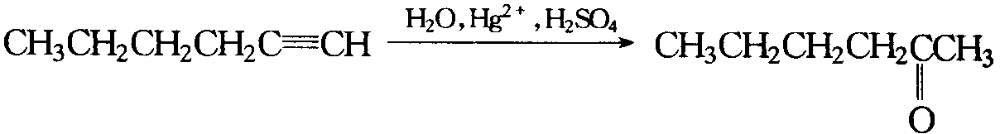 H₂O,Hg²⁺,H₂SO₄
CH₃CH₂CH₂CH₂C≡CH ⟶ CH₃CH₂CH₂CH₂CCH₃
O